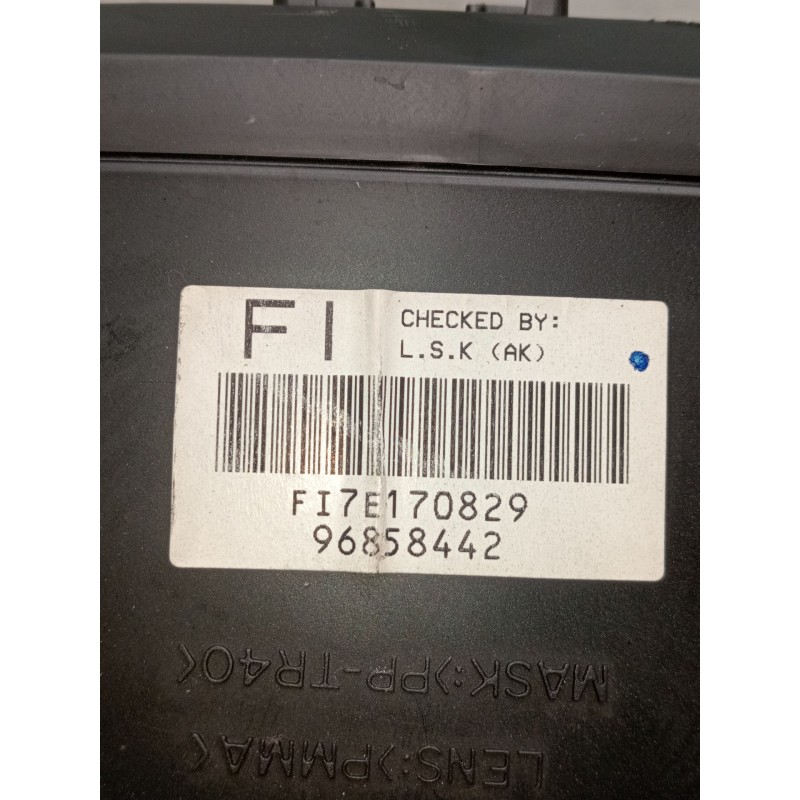 FI
CHECKED BY:
L.S.K (AK)
FI7E170829
96858442
MASK:>PP-TR40<
LENS:>PMMA<